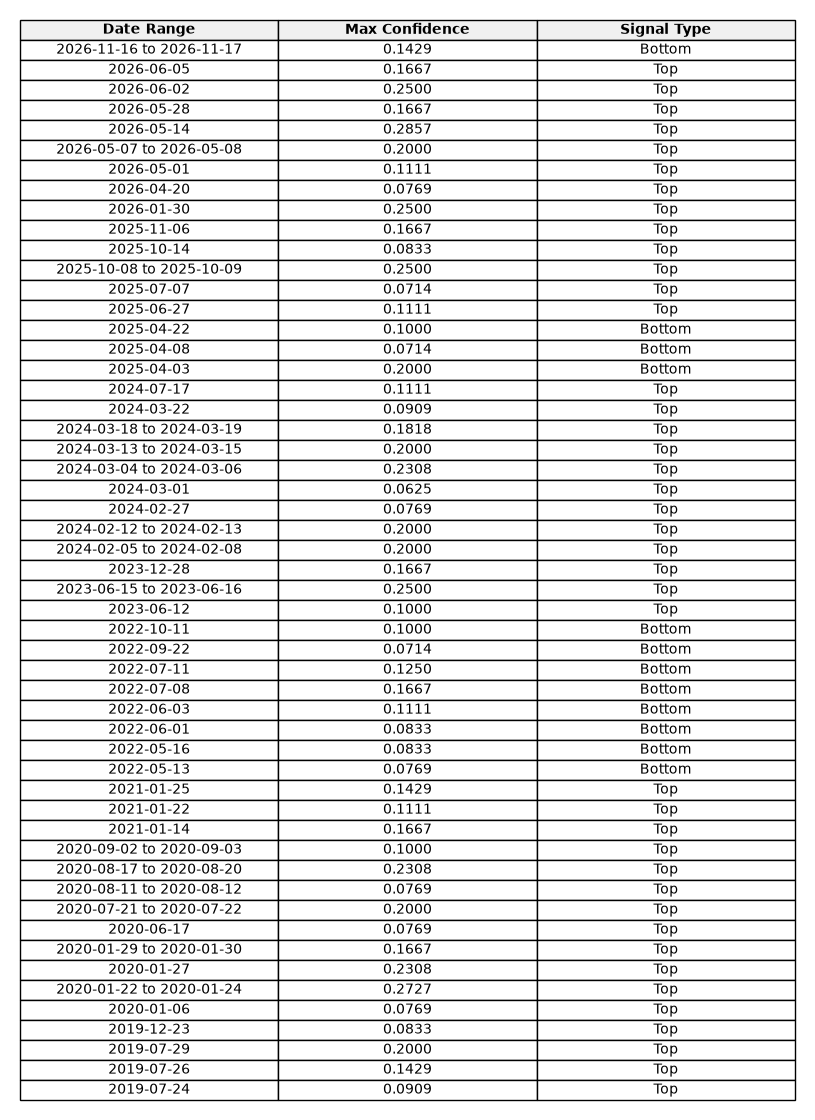 Date Range Max Confidence Signal Type
2026-11-16 to 2026-11-17 0.1429 Bottom
2026-06-05 0.1667 Top
2026-06-02 0.2500 Top
2026-05-28 0.1667 Top
2026-05-14 0.2857 Top
2026-05-07 to 2026-05-08 0.2000 Top
2026-05-01 0.1111 Top
2026-04-20 0.0769 Top
2026-01-30 0.2500 Top
2025-11-06 0.1667 Top
2025-10-14 0.0833 Top
2025-10-08 to 2025-10-09 0.2500 Top
2025-07-07 0.0714 Top
2025-06-27 0.1111 Top
2025-04-22 0.1000 Bottom
2025-04-08 0.0714 Bottom
2025-04-03 0.2000 Bottom
2024-07-17 0.1111 Top
2024-03-22 0.0909 Top
2024-03-18 to 2024-03-19 0.1818 Top
2024-03-13 to 2024-03-15 0.2000 Top
2024-03-04 to 2024-03-06 0.2308 Top
2024-03-01 0.0625 Top
2024-02-27 0.0769 Top
2024-02-12 to 2024-02-13 0.2000 Top
2024-02-05 to 2024-02-08 0.2000 Top
2023-12-28 0.1667 Top
2023-06-15 to 2023-06-16 0.2500 Top
2023-06-12 0.1000 Top
2022-10-11 0.1000 Bottom
2022-09-22 0.0714 Bottom
2022-07-11 0.1250 Bottom
2022-07-08 0.1667 Bottom
2022-06-03 0.1111 Bottom
2022-06-01 0.0833 Bottom
2022-05-16 0.0833 Bottom
2022-05-13 0.0769 Bottom
2021-01-25 0.1429 Top
2021-01-22 0.1111 Top
2021-01-14 0.1667 Top
2020-09-02 to 2020-09-03 0.1000 Top
2020-08-17 to 2020-08-20 0.2308 Top
2020-08-11 to 2020-08-12 0.0769 Top
2020-07-21 to 2020-07-22 0.2000 Top
2020-06-17 0.0769 Top
2020-01-29 to 2020-01-30 0.1667 Top
2020-01-27 0.2308 Top
2020-01-22 to 2020-01-24 0.2727 Top
2020-01-06 0.0769 Top
2019-12-23 0.0833 Top
2019-07-29 0.2000 Top
2019-07-26 0.1429 Top
2019-07-24 0.0909 Top